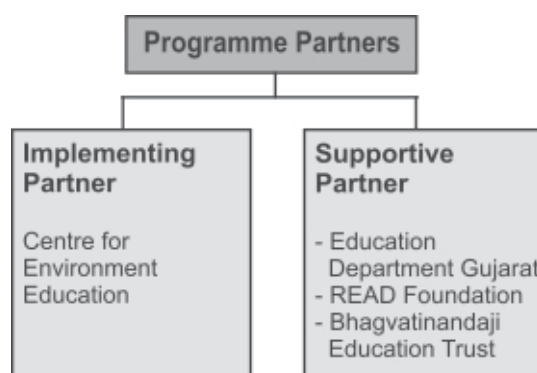 Programme Partners
Implementing
Partner
Centre for
Environment
Education
Supportive
Partner
- Education
Department Gujarat
- READ Foundation
- Bhagvatinandaji
Education Trust